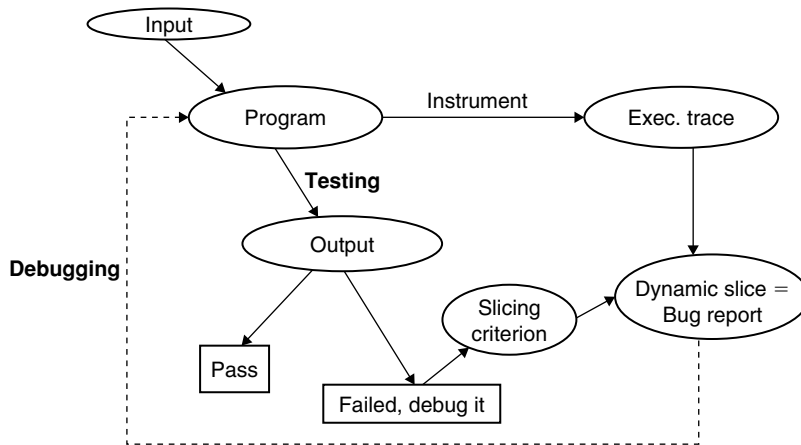 Input
Program
Instrument
Exec. trace
Testing
Output
Debugging
Slicing
criterion
Dynamic slice =
Bug report
Pass
Failed, debug it